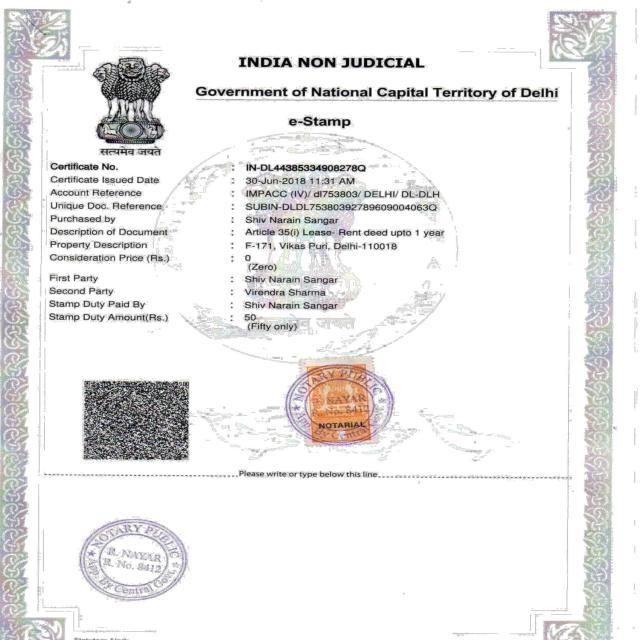 INDIA NON JUDICIAL
Government of National Capital Territory of Delhi
e-Stamp
सत्यमेव जयते
Certificate No. : IN-DL44385334908278Q
Certificate Issued Date : 30-Jun-2018 11:31 AM
Account Reference : IMPACC (IV)/ dl753803/ DELHI/ DL-DLH
Unique Doc. Reference : SUBIN-DLDL75380392789609004063Q
Purchased by : Shiv Narain Sangar
Description of Document : Article 35(i) Lease- Rent deed upto 1 year
Property Description : F-171, Vikas Puri, Delhi-110018
Consideration Price (Rs.) : 0
(Zero)
First Party : Shiv Narain Sangar
Second Party : Virendra Sharma
Stamp Duty Paid By : Shiv Narain Sangar
Stamp Duty Amount(Rs.) : 50
(Fifty only)
जयते
NOTARY PUBLIC
R. NAYAR
R. No. 8412
NOTARIAL
App. By Central
Please write or type below this line
NOTARY PUBLIC
R. NAYAR
R. No. 8412
App. By Central Govt.